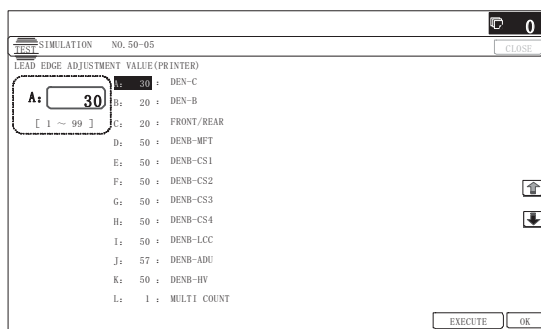 0
TEST SIMULATION NO. 50-05
CLOSE
LEAD EDGE ADJUSTMENT VALUE(PRINTER)
A: 30
[ 1 ~ 99 ]
A: 30 : DEN-C
B: 20 : DEN-B
C: 20 : FRONT/REAR
D: 50 : DENB-MFT
E: 50 : DENB-CS1
F: 50 : DENB-CS2
G: 50 : DENB-CS3
H: 50 : DENB-CS4
I: 50 : DENB-LCC
J: 57 : DENB-ADU
K: 50 : DENB-HV
L: 1 : MULTI COUNT
EXECUTE OK